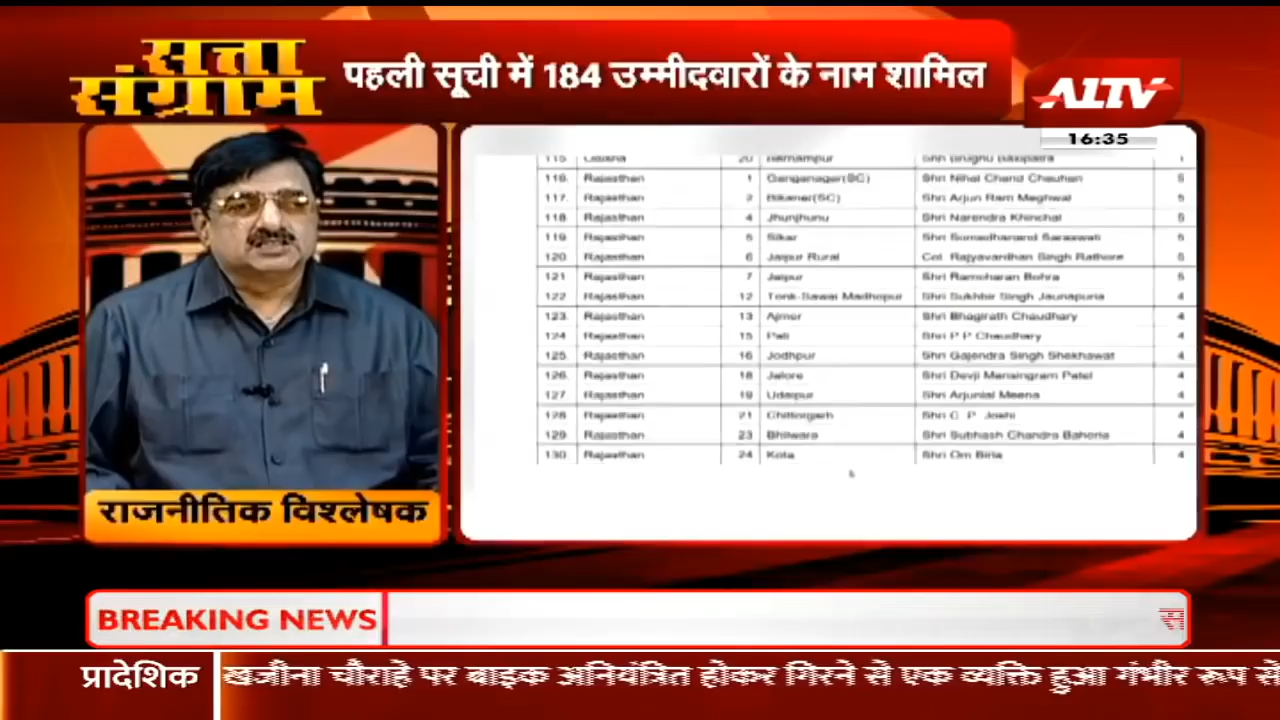 सत्ता
संग्राम
पहली सूची में 184 उम्मीदवारों के नाम शामिल
A1TV
16:35
115. Odisha 20
116. Rajasthan 1 Ganganagar(SC) Shri Nihal Chand Chauhan 5
117. Rajasthan 2 Bikaner(SC) Shri Arjun Ram Meghwal 5
118 Rajasthan 4 Jhunjhunu Shri Narendra Khinchal 5
119 Rajasthan 5 Sikar Shri Sumedhanand Saraswati 5
120 Rajasthan 6 Jaipur Rural Col. Rajyavardhan Singh Rathore 5
121 Rajasthan 7 Jaipur Shri Ramcharan Bohra 5
122 Rajasthan 12 Tonk-Sawai Madhopur Shri Sukhbir Singh Jaunapuria 4
123. Rajasthan 13 Ajmer Shri Bhagirath Chaudhary 4
124 Rajasthan 15 Pali Shri P P Chaudhary 4
125. Rajasthan 16 Jodhpur Shri Gajendra Singh Shekhawat 4
126. Rajasthan 18 Jalore Shri Devji Mansingram Patel 4
127 Rajasthan 19 Udaipur Shri Arjunlal Meena 4
128 Rajasthan 21 Chittorgarh Shri C. P. Joshi 4
129 Rajasthan 23 Bhilwara Shri Subhash Chandra Baheria 4
130 Rajasthan 24 Kota Shri Om Birla 4
राजनीतिक विश्लेषक
BREAKING NEWS
स
प्रादेशिक खजीना चौराहे पर बाइक अनियंत्रित होकर गिरने से एक व्यक्ति हुआ गंभीर रूप से